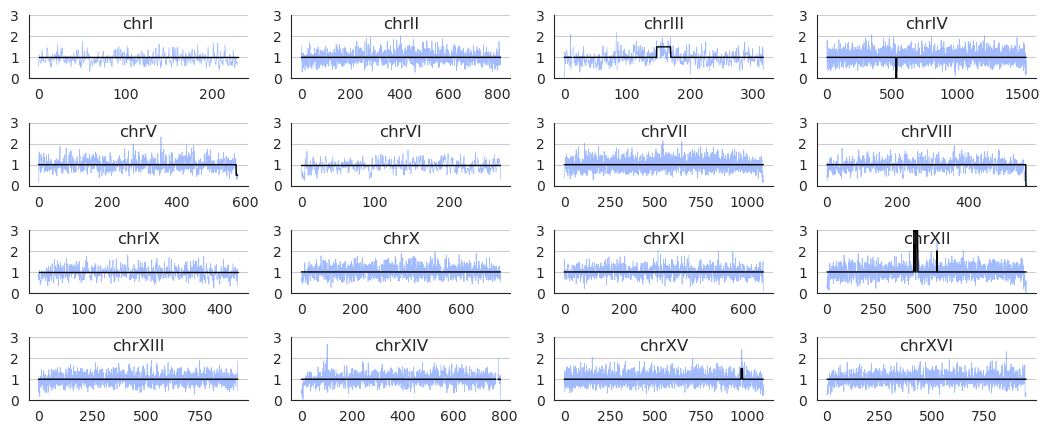 3 chrI 3 chrII 3 chrIII 3 chrIV
2 2 2 2
1 1 1 1
0 0 0 0
0 100 200 0 200 400 600 800 0 100 200 300 0 500 1000 1500
3 chrV 3 chrVI 3 chrVII 3 chrVIII
2 2 2 2
1 1 1 1
0 0 0 0
0 200 400 600 0 100 200 0 250 500 750 1000 0 200 400
3 chrIX 3 chrX 3 chrXI 3 chrXII
2 2 2 2
1 1 1 1
0 0 0 0
0 100 200 300 400 0 200 400 600 0 200 400 600 0 250 500 750 1000
3 chrXIII 3 chrXIV 3 chrXV 3 chrXVI
2 2 2 2
1 1 1 1
0 0 0 0
0 250 500 750 0 200 400 600 800 0 250 500 750 1000 0 250 500 750